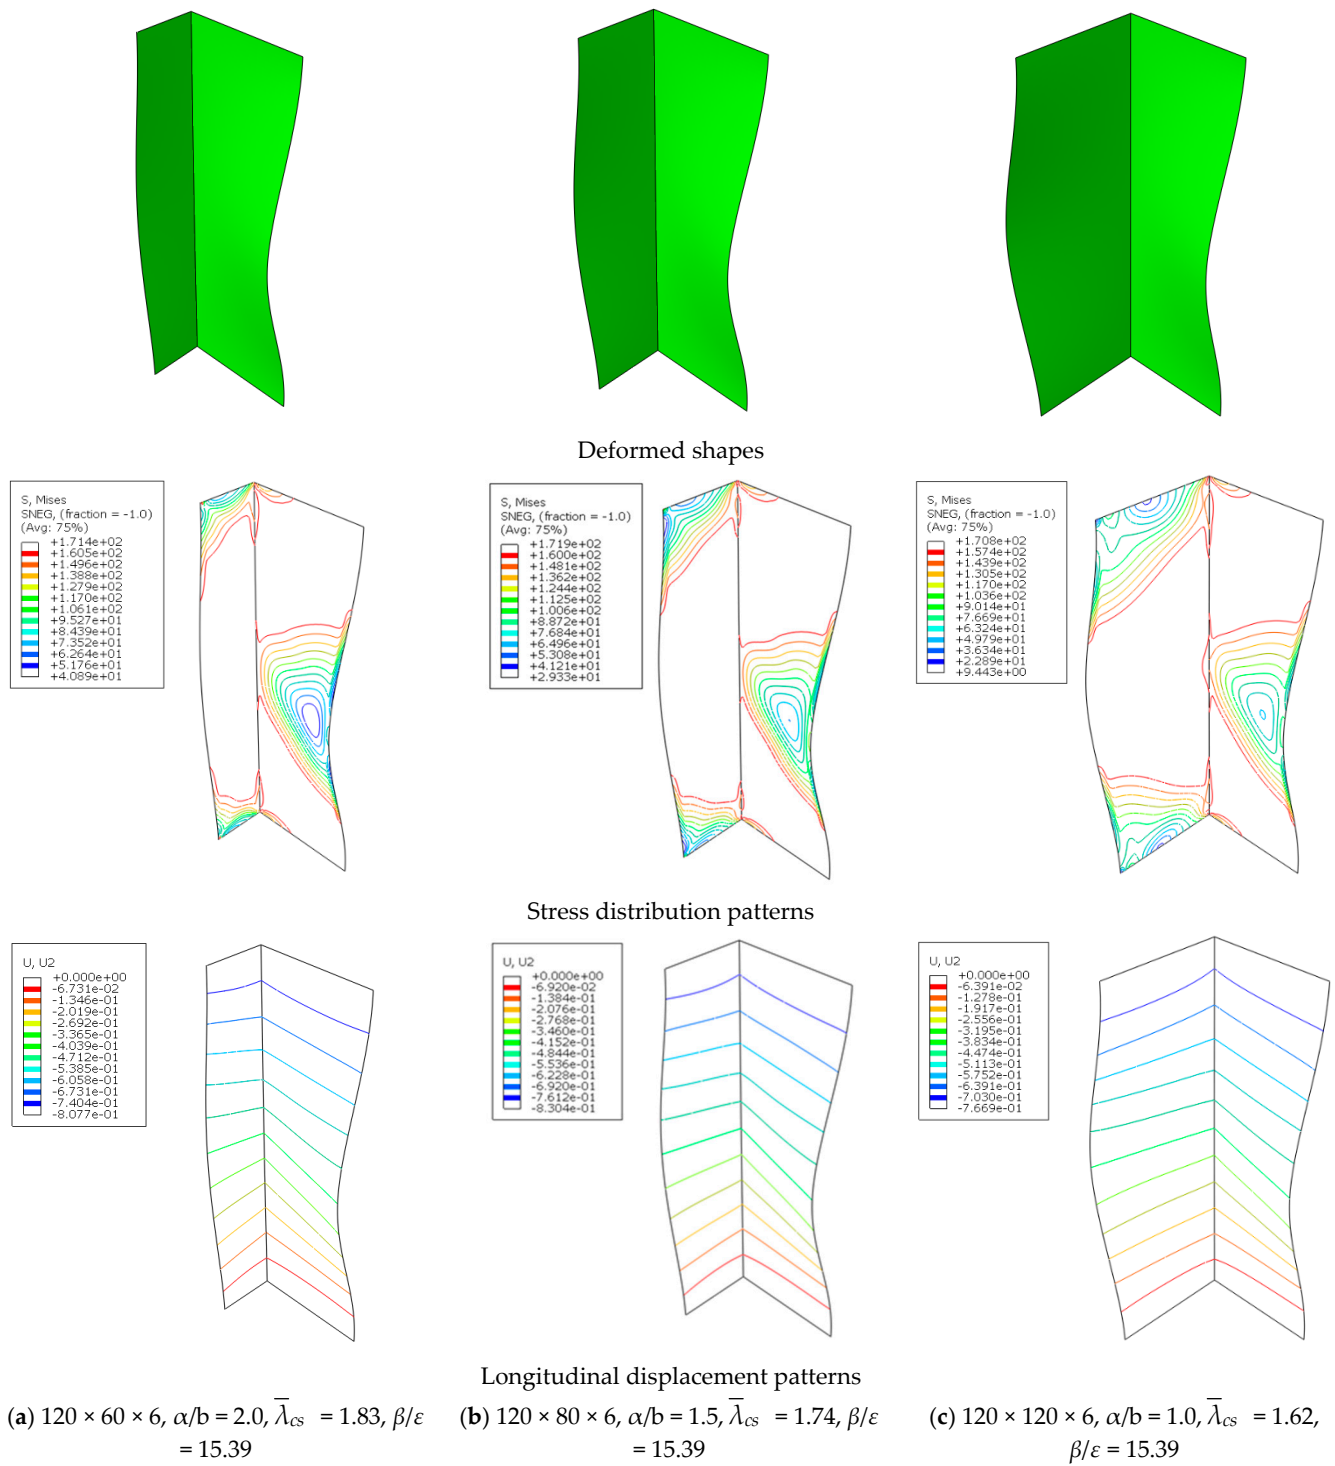 Deformed shapes
S, Mises
SNEG, (fraction = -1.0)
(Avg: 75%)
+1.714e+02
+1.605e+02
+1.496e+02
+1.388e+02
+1.279e+02
+1.170e+02
+1.061e+02
+9.527e+01
+8.439e+01
+7.352e+01
+6.264e+01
+5.176e+01
+4.089e+01
S, Mises
SNEG, (fraction = -1.0)
(Avg: 75%)
+1.719e+02
+1.600e+02
+1.481e+02
+1.362e+02
+1.244e+02
+1.125e+02
+1.006e+02
+8.872e+01
+7.684e+01
+6.496e+01
+5.308e+01
+4.121e+01
+2.933e+01
S, Mises
SNEG, (fraction = -1.0)
(Avg: 75%)
+1.708e+02
+1.574e+02
+1.439e+02
+1.305e+02
+1.170e+02
+1.036e+02
+9.014e+01
+7.669e+01
+6.324e+01
+4.979e+01
+3.634e+01
+2.289e+01
+9.443e+00
Stress distribution patterns
U, U2
+0.000e+00
-6.731e-02
-1.346e-01
-2.019e-01
-2.692e-01
-3.365e-01
-4.039e-01
-4.712e-01
-5.385e-01
-6.058e-01
-6.731e-01
-7.404e-01
-8.077e-01
U, U2
+0.000e+00
-6.920e-02
-1.384e-01
-2.076e-01
-2.768e-01
-3.460e-01
-4.152e-01
-4.844e-01
-5.536e-01
-6.228e-01
-6.920e-01
-7.612e-01
-8.304e-01
U, U2
+0.000e+00
-6.391e-02
-1.278e-01
-1.917e-01
-2.556e-01
-3.195e-01
-3.834e-01
-4.474e-01
-5.113e-01
-5.752e-01
-6.391e-01
-7.030e-01
-7.669e-01
Longitudinal displacement patterns
(a) 120 × 60 × 6, α/b = 2.0, λ̅cs = 1.83, β/ε
= 15.39
(b) 120 × 80 × 6, α/b = 1.5, λ̅cs = 1.74, β/ε
= 15.39
(c) 120 × 120 × 6, α/b = 1.0, λ̅cs = 1.62,
β/ε = 15.39